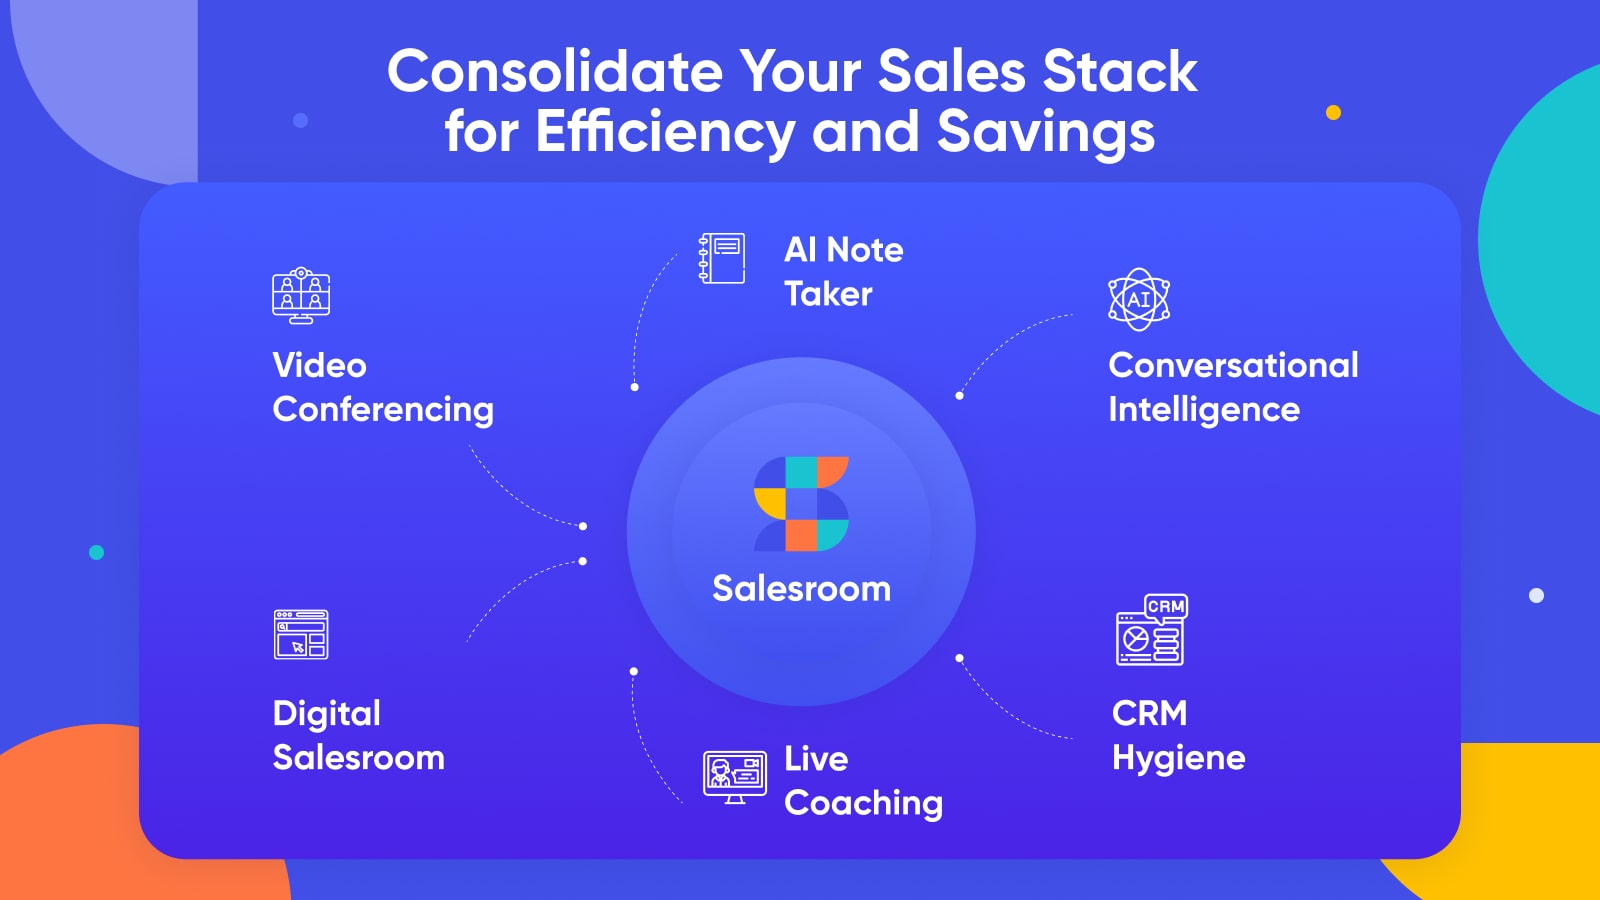 Consolidate Your Sales Stack
for Efficiency and Savings
AI Note
Taker
Video
Conferencing
AI
Conversational
Intelligence
Salesroom
Digital
Salesroom
CRM
CRM
Hygiene
Live
Coaching